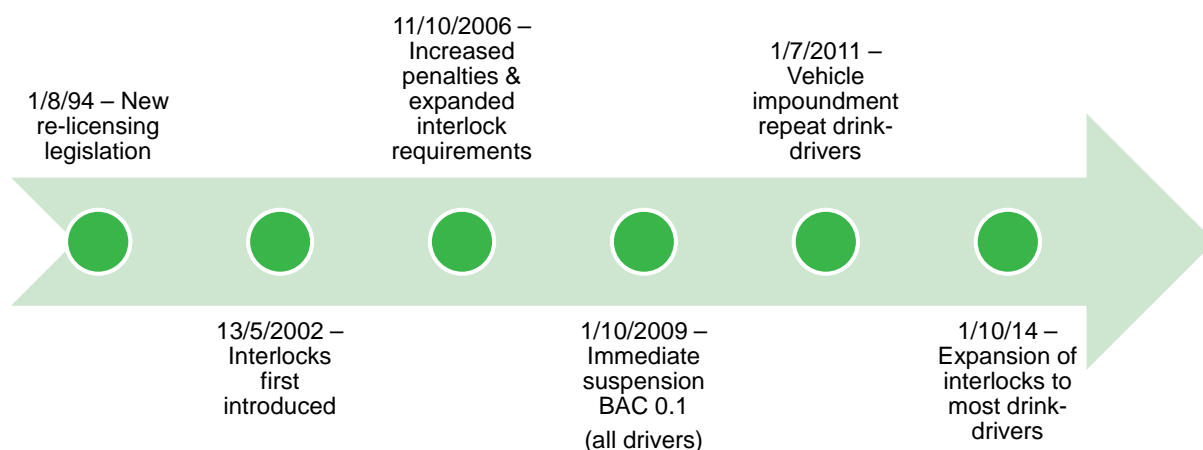 1/8/94 – New
re-licensing
legislation
13/5/2002 –
Interlocks
first
introduced
11/10/2006 –
Increased
penalties &
expanded
interlock
requirements
1/10/2009 –
Immediate
suspension
BAC 0.1
(all drivers)
1/7/2011 –
Vehicle
impoundment
repeat drink-
drivers
1/10/14 –
Expansion of
interlocks to
most drink-
drivers